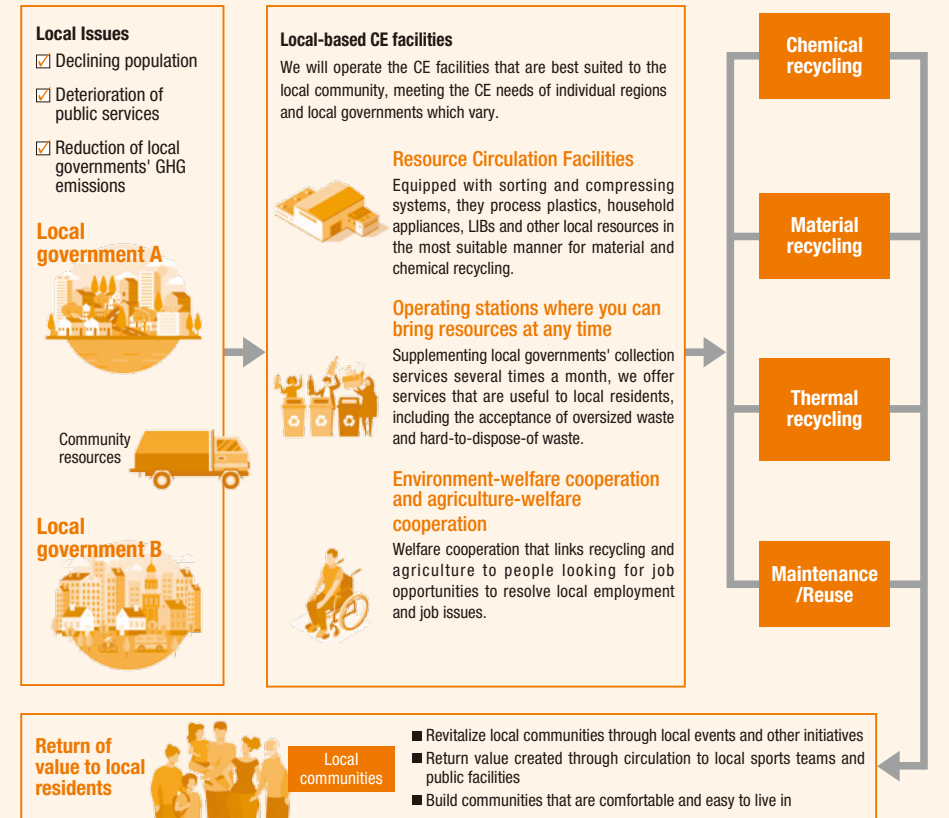 Local Issues
☑ Declining population
☑ Deterioration of
public services
☑ Reduction of local
governments' GHG
emissions
Local
government A
Community
resources
Local
government B
Local-based CE facilities
We will operate the CE facilities that are best suited to the
local community, meeting the CE needs of individual regions
and local governments which vary.
Resource Circulation Facilities
Equipped with sorting and compressing
systems, they process plastics, household
appliances, LIBs and other local resources in
the most suitable manner for material and
chemical recycling.
Operating stations where you can
bring resources at any time
Supplementing local governments' collection
services several times a month, we offer
services that are useful to local residents,
including the acceptance of oversized waste
and hard-to-dispose-of waste.
Environment-welfare cooperation
and agriculture-welfare
cooperation
Welfare cooperation that links recycling and
agriculture to people looking for job
opportunities to resolve local employment
and job issues.
Chemical
recycling
Material
recycling
Thermal
recycling
Maintenance
/Reuse
Return of
value to local
residents
Local
communities
■ Revitalize local communities through local events and other initiatives
■ Return value created through circulation to local sports teams and
public facilities
■ Build communities that are comfortable and easy to live in